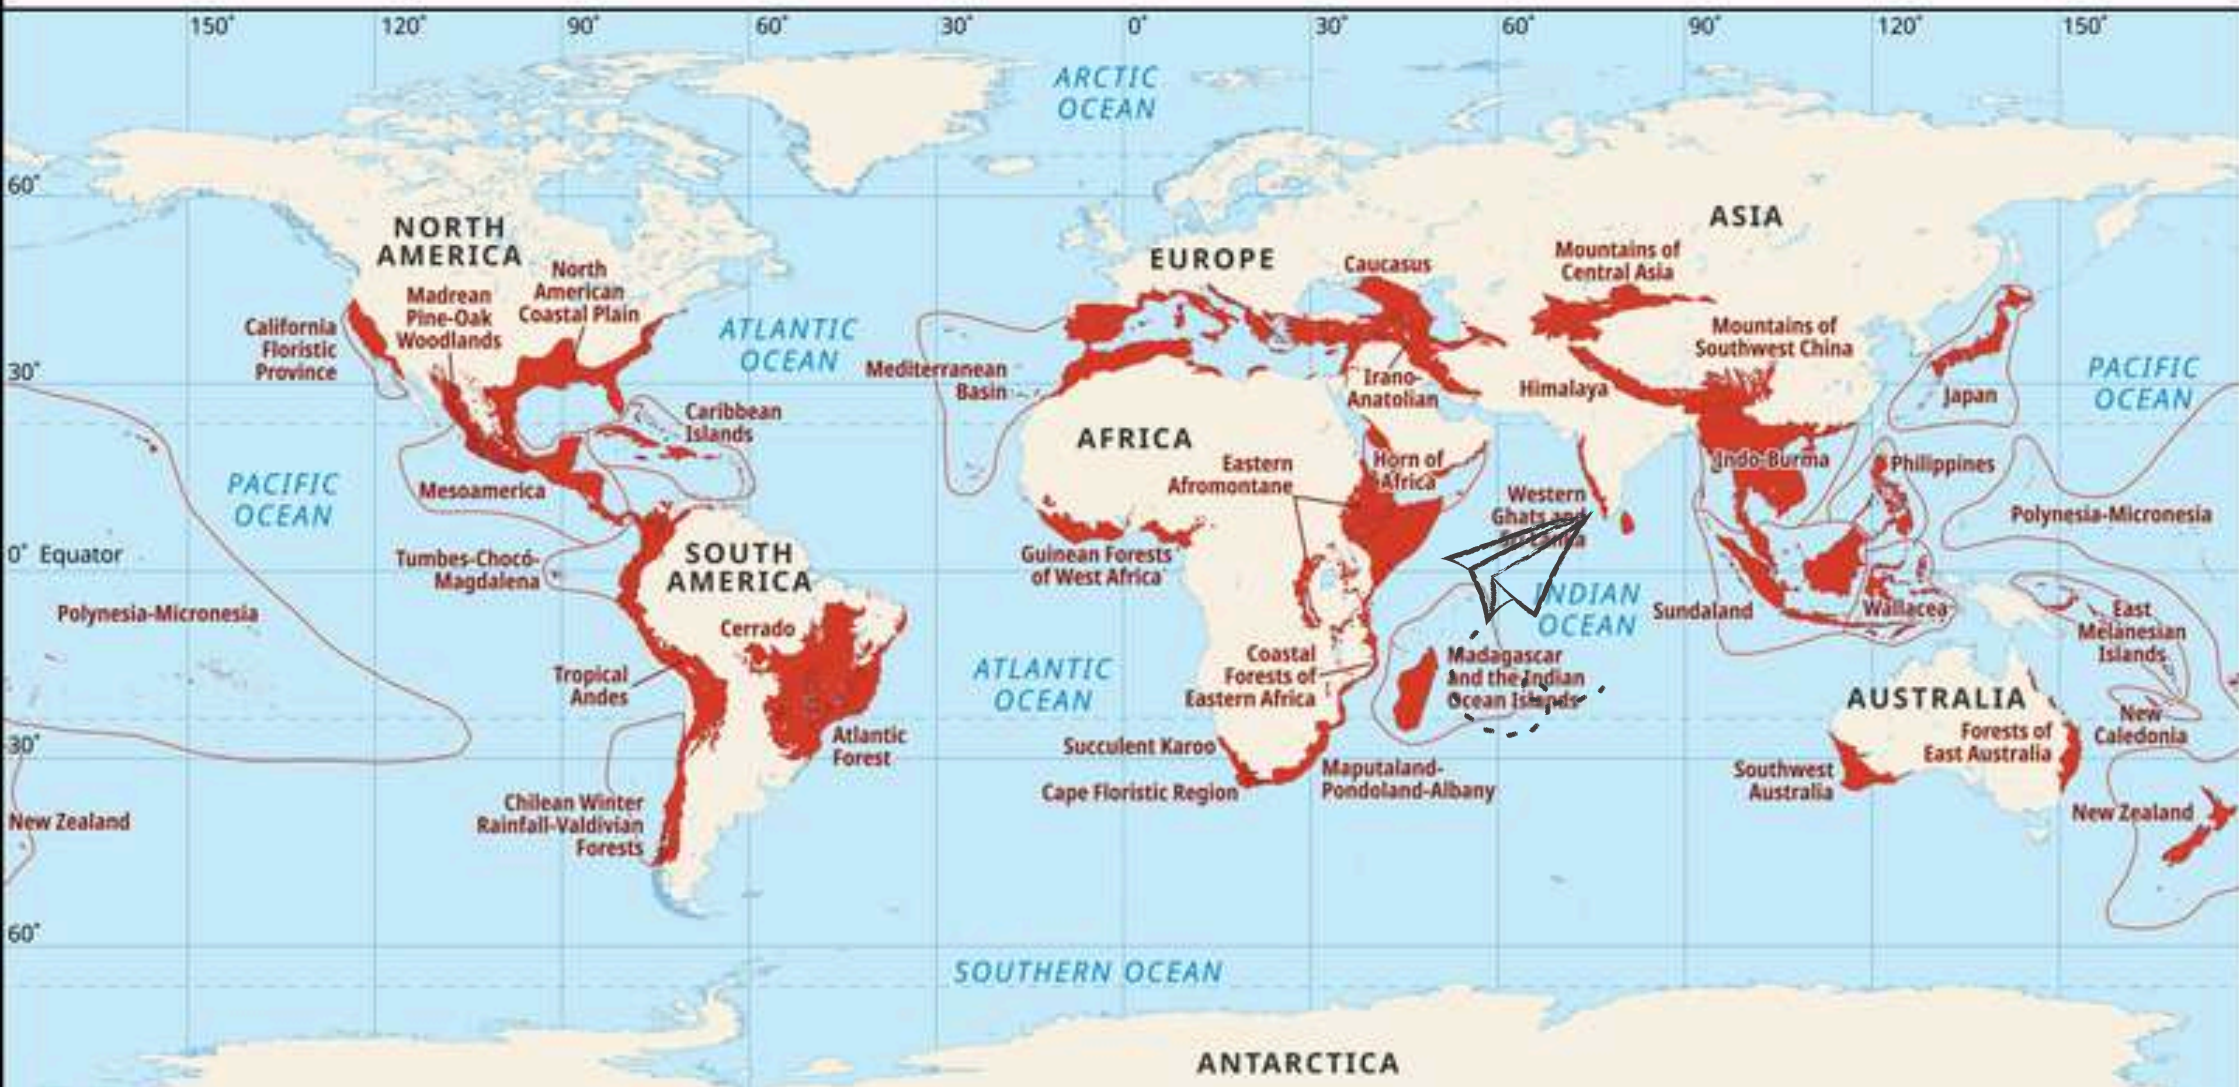 150° 120° 90° 60° 30° 0° 30° 60° 90° 120° 150°
ARCTIC
OCEAN
60°
NORTH
AMERICA
ASIA
EUROPE
Mountains of
Central Asia
Caucasus
North
American
Coastal Plain
Madrean
Pine-Oak
Woodlands
California
Floristic
Province
ATLANTIC
OCEAN
Mountains of
Southwest China
30°
Mediterranean
Basin
Irano-
Anatolian
Himalaya
Japan
PACIFIC
OCEAN
Caribbean
Islands
AFRICA
Eastern
Afromontane
Horn of
Africa
Indo-Burma
Philippines
PACIFIC
OCEAN
Mesoamerica
Western
Ghats and
Sri Lanka
Polynesia-Micronesia
0° Equator
Tumbes-Chocó-
Magdalena
SOUTH
AMERICA
Guinean Forests
of West Africa
INDIAN
OCEAN
Sundaland
Wallacea
East
Melanesian
Islands
Polynesia-Micronesia
Cerrado
Tropical
Andes
ATLANTIC
OCEAN
Coastal
Forests of
Eastern Africa
Madagascar
and the Indian
Ocean Islands
AUSTRALIA
New
Caledonia
30°
Atlantic
Forest
Succulent Karoo
Cape Floristic Region
Maputaland-
Pondoland-Albany
Southwest
Australia
Forests of
East Australia
New Zealand
Chilean Winter
Rainfall-Valdivian
Forests
New Zealand
60°
SOUTHERN OCEAN
ANTARCTICA